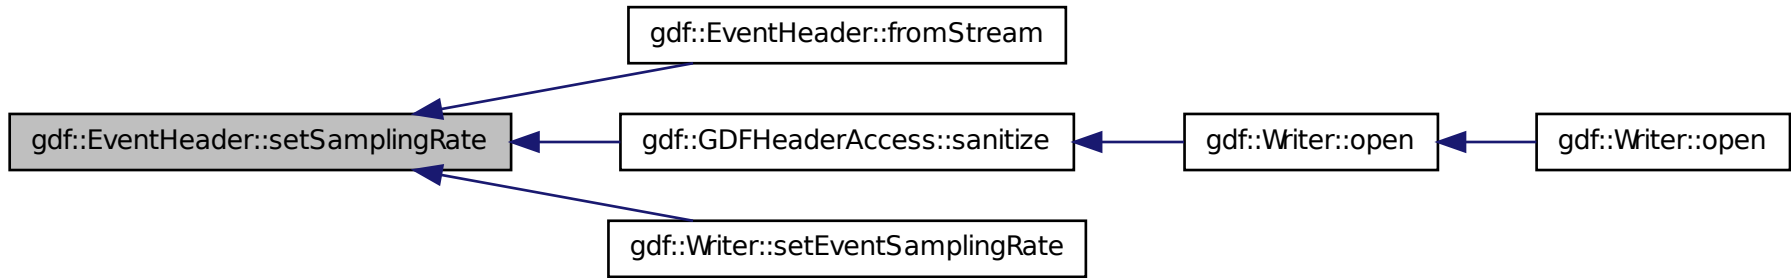 gdf::EventHeader::fromStream
gdf::EventHeader::setSamplingRate
gdf::GDFHeaderAccess::sanitize
gdf::Writer::open
gdf::Writer::open
gdf::Writer::setEventSamplingRate